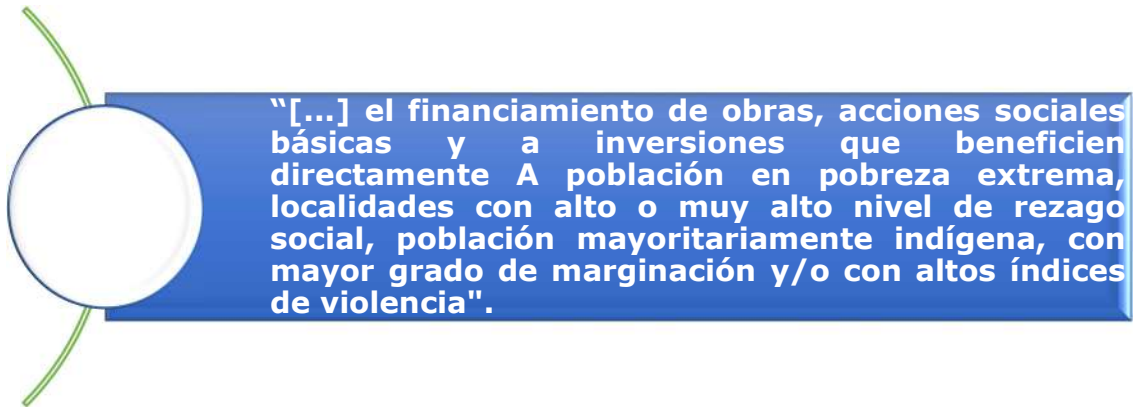 “[...] el financiamiento de obras, acciones sociales
básicas y a inversiones que beneficien
directamente A población en pobreza extrema,
localidades con alto o muy alto nivel de rezago
social, población mayoritariamente indígena, con
mayor grado de marginación y/o con altos índices
de violencia".